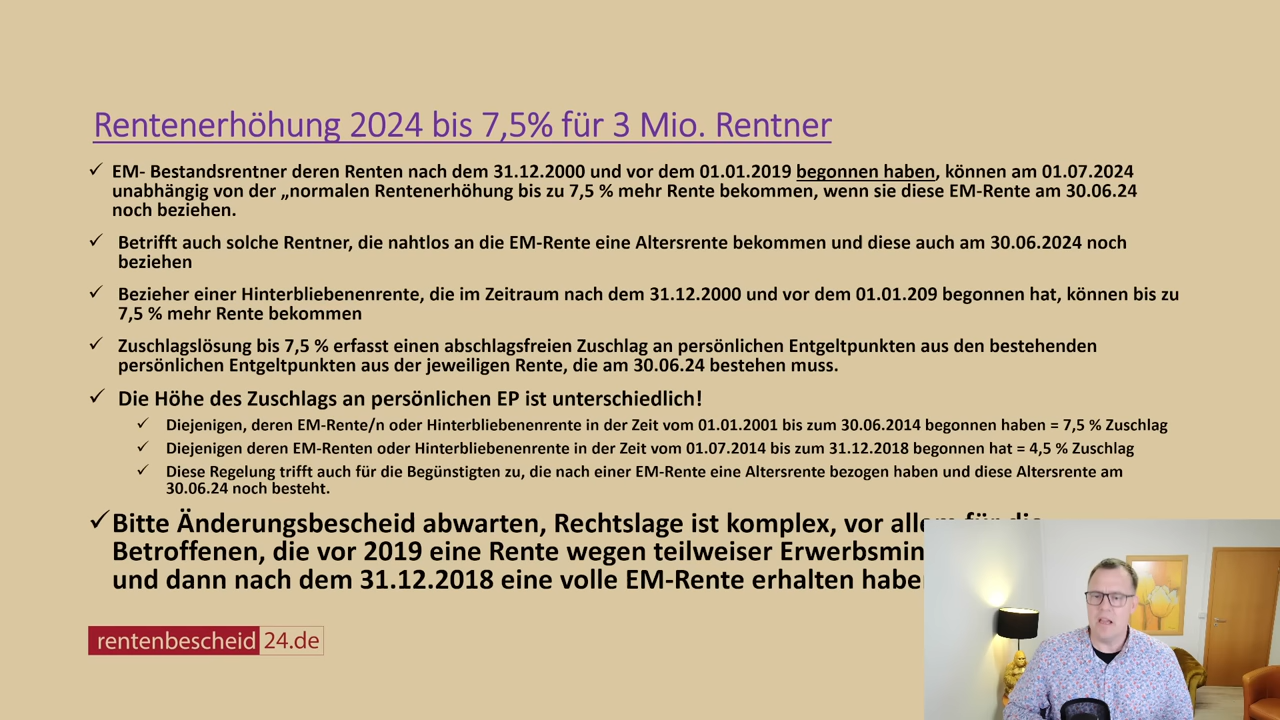 Rentenerhöhung 2024 bis 7,5% für 3 Mio. Rentner
EM- Bestandsrentner deren Renten nach dem 31.12.2000 und vor dem 01.01.2019 begonnen haben, können am 01.07.2024
unabhängig von der „normalen Rentenerhöhung bis zu 7,5 % mehr Rente bekommen, wenn sie diese EM-Rente am 30.06.24
noch beziehen.
Betrifft auch solche Rentner, die nahtlos an die EM-Rente eine Altersrente bekommen und diese auch am 30.06.2024 noch
beziehen
Bezieher einer Hinterbliebenenrente, die im Zeitraum nach dem 31.12.2000 und vor dem 01.01.209 begonnen hat, können bis zu
7,5 % mehr Rente bekommen
Zuschlagslösung bis 7,5 % erfasst einen abschlagsfreien Zuschlag an persönlichen Entgeltpunkten aus den bestehenden
persönlichen Entgeltpunkten aus der jeweiligen Rente, die am 30.06.24 bestehen muss.
Die Höhe des Zuschlags an persönlichen EP ist unterschiedlich!
Diejenigen, deren EM-Rente/n oder Hinterbliebenenrente in der Zeit vom 01.01.2001 bis zum 30.06.2014 begonnen haben = 7,5 % Zuschlag
Diejenigen deren EM-Renten oder Hinterbliebenenrente in der Zeit vom 01.07.2014 bis zum 31.12.2018 begonnen hat = 4,5 % Zuschlag
Diese Regelung trifft auch für die Begünstigten zu, die nach einer EM-Rente eine Altersrente bezogen haben und diese Altersrente am
30.06.24 noch besteht.
Bitte Änderungsbescheid abwarten, Rechtslage ist komplex, vor allem für die
Betroffenen, die vor 2019 eine Rente wegen teilweiser Erwerbsmin
und dann nach dem 31.12.2018 eine volle EM-Rente erhalten habe
rentenbescheid 24.de